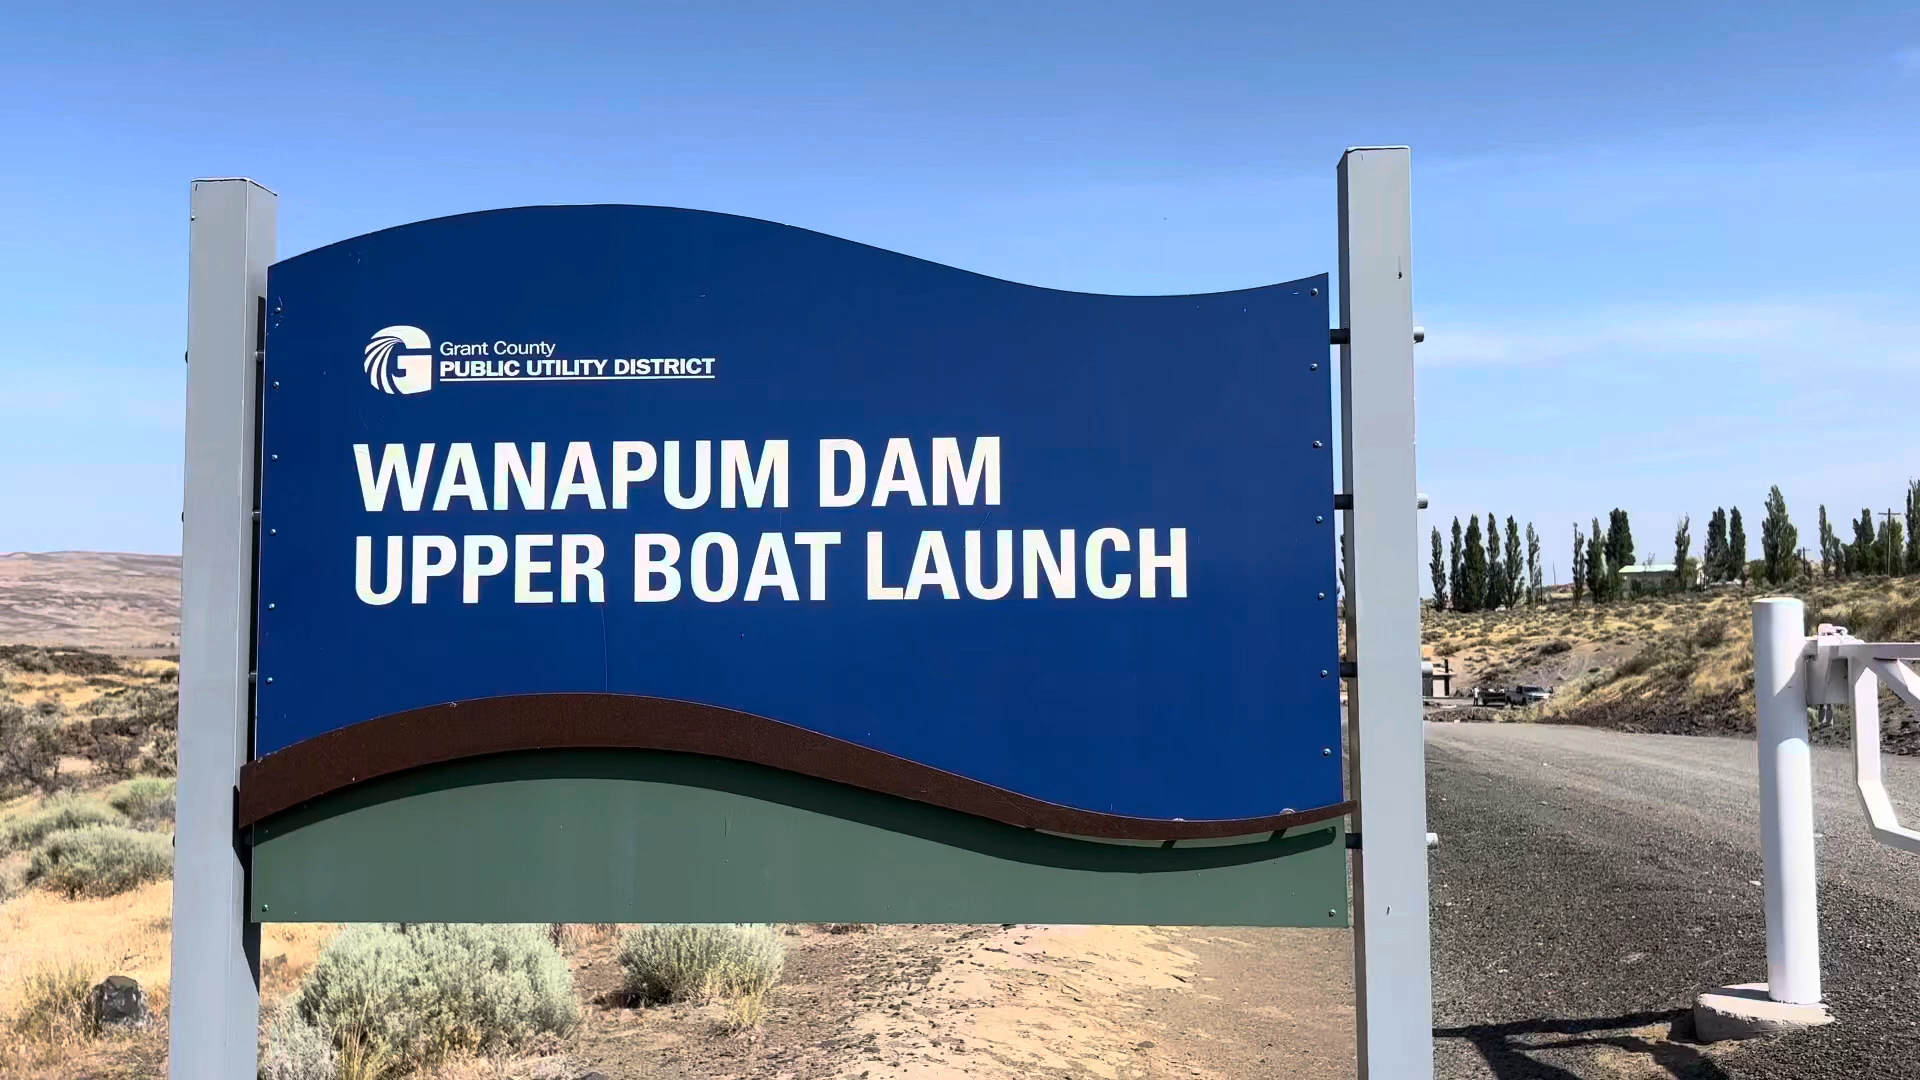 Grant County
PUBLIC UTILITY DISTRICT
WANAPUM DAM
UPPER BOAT LAUNCH